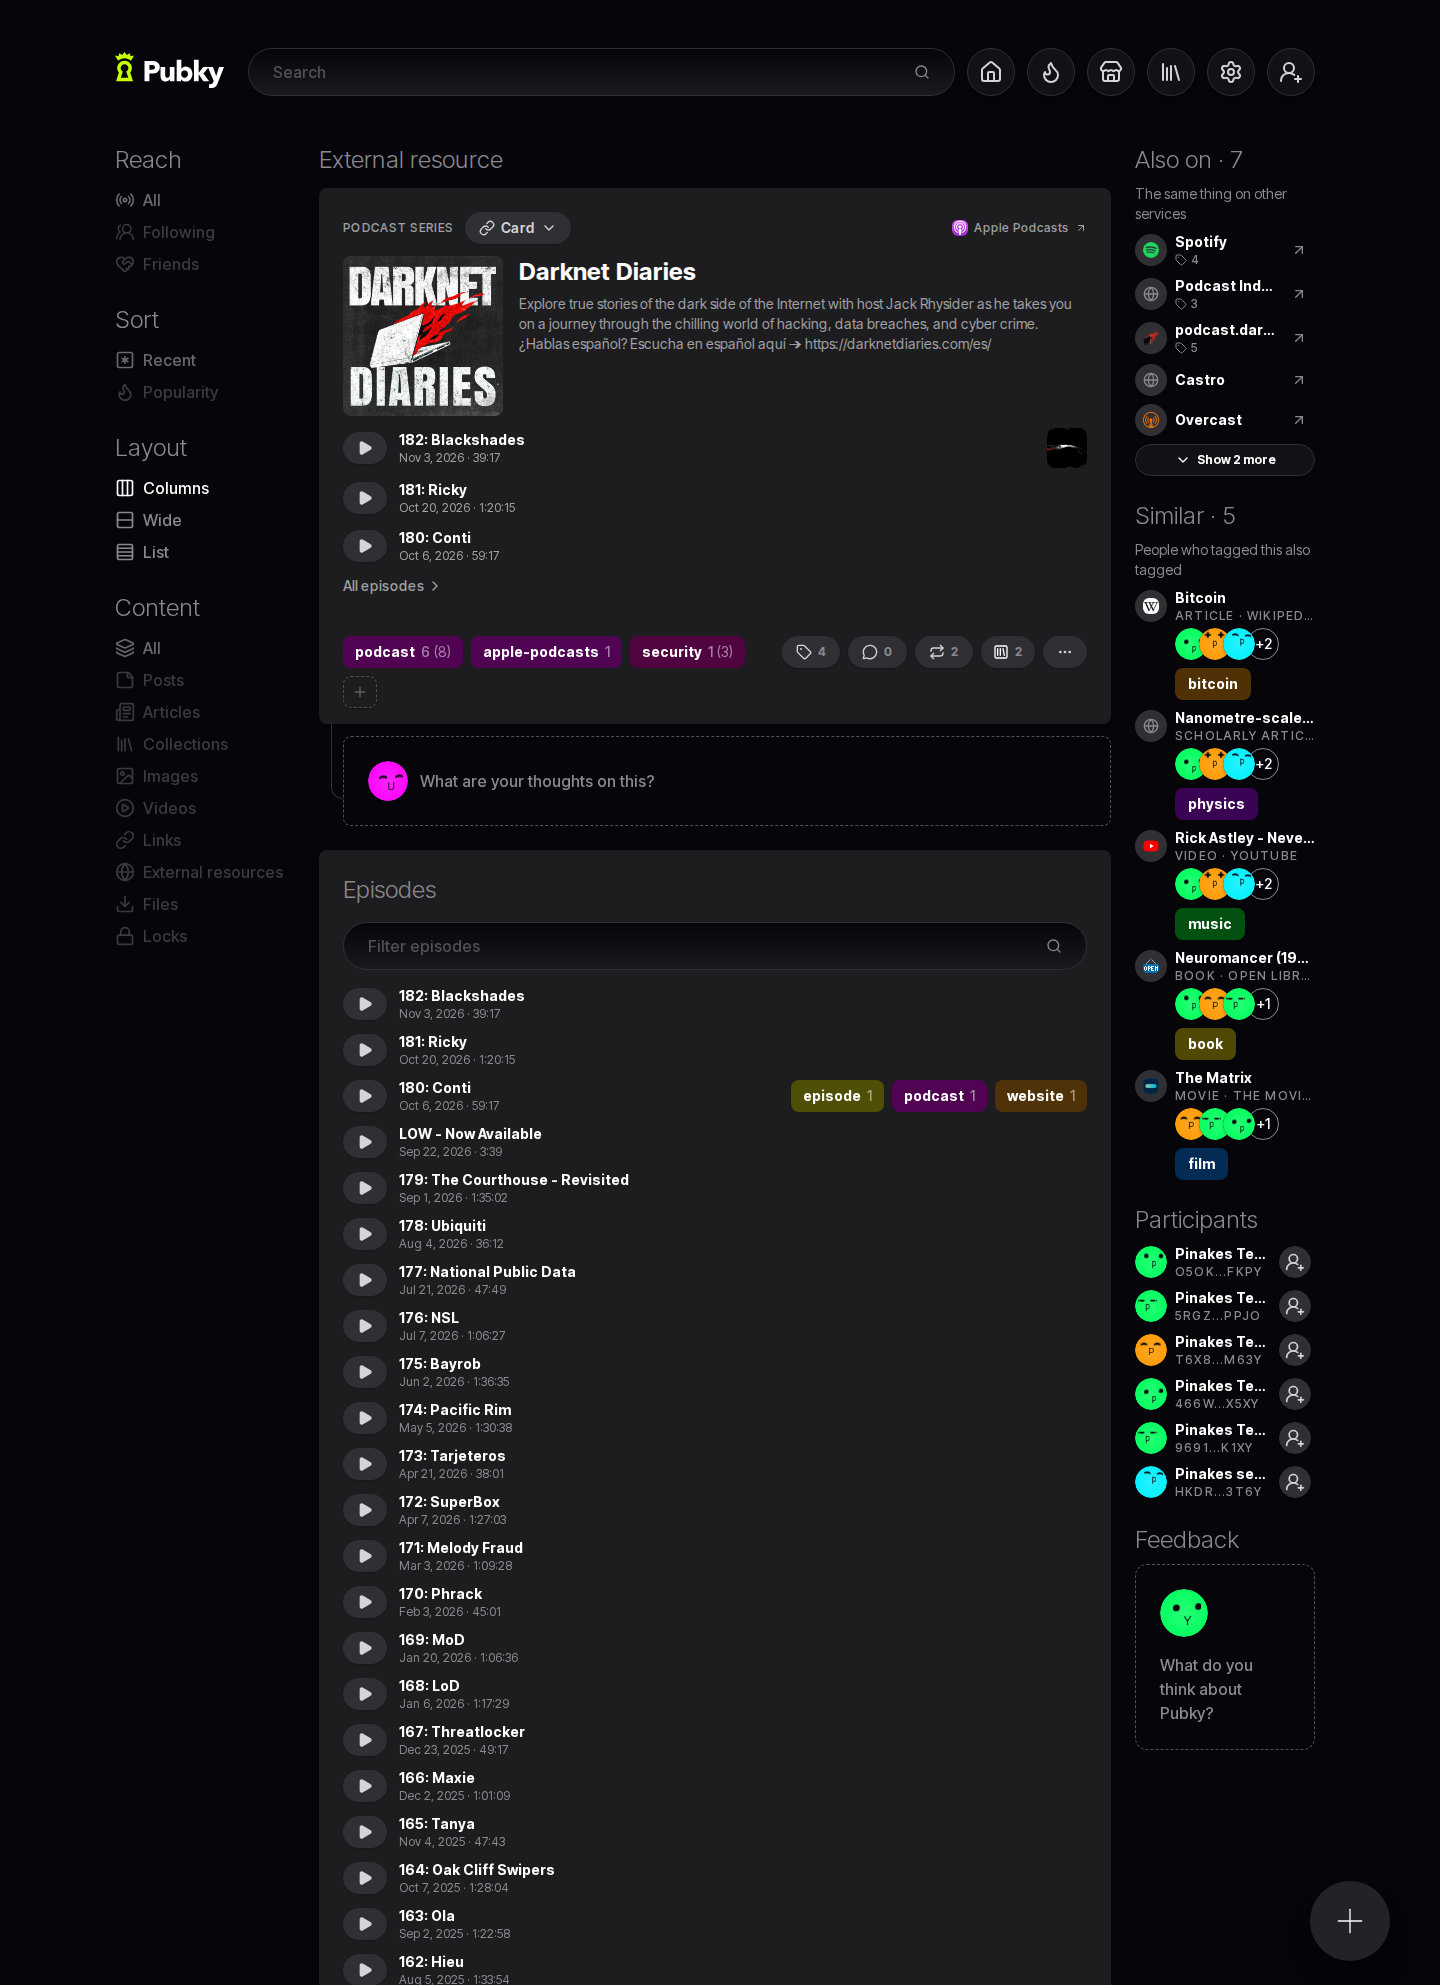 Pubky
Search
Reach
All
Following
Friends
Sort
Recent
Popularity
Layout
Columns
Wide
List
Content
All
Posts
Articles
Collections
Images
Videos
Links
External resources
Files
Locks
External resource
PODCAST SERIES
Card
Apple Podcasts
DARKNET
DIARIES
Darknet Diaries
Explore true stories of the dark side of the Internet with host Jack Rhysider as he takes you
on a journey through the chilling world of hacking, data breaches, and cyber crime.
¿Hablas español? Escucha en español aquí → https://darknetdiaries.com/es/
182: Blackshades
Nov 3, 2026 · 39:17
181: Ricky
Oct 20, 2026 · 1:20:15
180: Conti
Oct 6, 2026 · 59:17
All episodes
podcast 6 (8)
apple-podcasts 1
security 1 (3)
4
0
2
2
What are your thoughts on this?
Episodes
Filter episodes
182: Blackshades
Nov 3, 2026 · 39:17
181: Ricky
Oct 20, 2026 · 1:20:15
180: Conti
Oct 6, 2026 · 59:17
episode 1
podcast 1
website 1
LOW - Now Available
Sep 22, 2026 · 3:39
179: The Courthouse - Revisited
Sep 1, 2026 · 1:35:02
178: Ubiquiti
Aug 4, 2026 · 36:12
177: National Public Data
Jul 21, 2026 · 47:49
176: NSL
Jul 7, 2026 · 1:06:27
175: Bayrob
Jun 2, 2026 · 1:36:35
174: Pacific Rim
May 5, 2026 · 1:30:38
173: Tarjeteros
Apr 21, 2026 · 38:01
172: SuperBox
Apr 7, 2026 · 1:27:03
171: Melody Fraud
Mar 3, 2026 · 1:09:28
170: Phrack
Feb 3, 2026 · 45:01
169: MoD
Jan 20, 2026 · 1:06:36
168: LoD
Jan 6, 2026 · 1:17:29
167: Threatlocker
Dec 23, 2025 · 49:17
166: Maxie
Dec 2, 2025 · 1:01:09
165: Tanya
Nov 4, 2025 · 47:43
164: Oak Cliff Swipers
Oct 7, 2025 · 1:28:04
163: Ola
Sep 2, 2025 · 1:22:58
162: Hieu
Aug 5, 2025 · 1:33:54
Also on · 7
The same thing on other
services
Spotify
4
Podcast Ind...
3
podcast.dar...
5
Castro
Overcast
Show 2 more
Similar · 5
People who tagged this also
tagged
Bitcoin
ARTICLE · WIKIPED...
+2
bitcoin
Nanometre-scale...
SCHOLARLY ARTIC...
+2
physics
Rick Astley - Neve...
VIDEO · YOUTUBE
+2
music
Neuromancer (19...
BOOK · OPEN LIBR...
+1
book
The Matrix
MOVIE · THE MOVI...
+1
film
Participants
Pinakes Te...
O5OK...FKPY
Pinakes Te...
5RGZ...PPJO
Pinakes Te...
T6X8...M63Y
Pinakes Te...
466W...X5XY
Pinakes Te...
9691...K1XY
Pinakes se...
HKDR...3T6Y
Feedback
What do you
think about
Pubky?